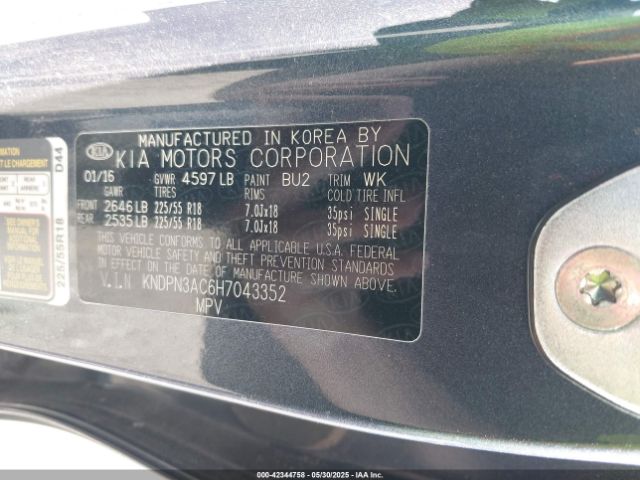 MANUFACTURED IN KOREA BY
KIA KIA MOTORS CORPORATION
01/16 GVWR 4597 LB PAINT BU2 TRIM WK
GAWR TIRES RIMS COLD TIRE INFL
FRONT 2646 LB 225/55 R18 7.0Jx18 35psi SINGLE
REAR 2535 LB 225/55 R18 7.0Jx18 35psi SINGLE
THIS VEHICLE CONFORMS TO ALL APPLICABLE U.S.A. FEDERAL
MOTOR VEHICLE SAFETY AND THEFT PREVENTION STANDARDS
IN EFFECT ON THE DATE OF MANUFACTURE SHOWN ABOVE.
V.I.N KNDPN3AC6H7043352
MPV
D44
225/55R18
000-42344758 - 05/30/2025 - IAA, Inc.